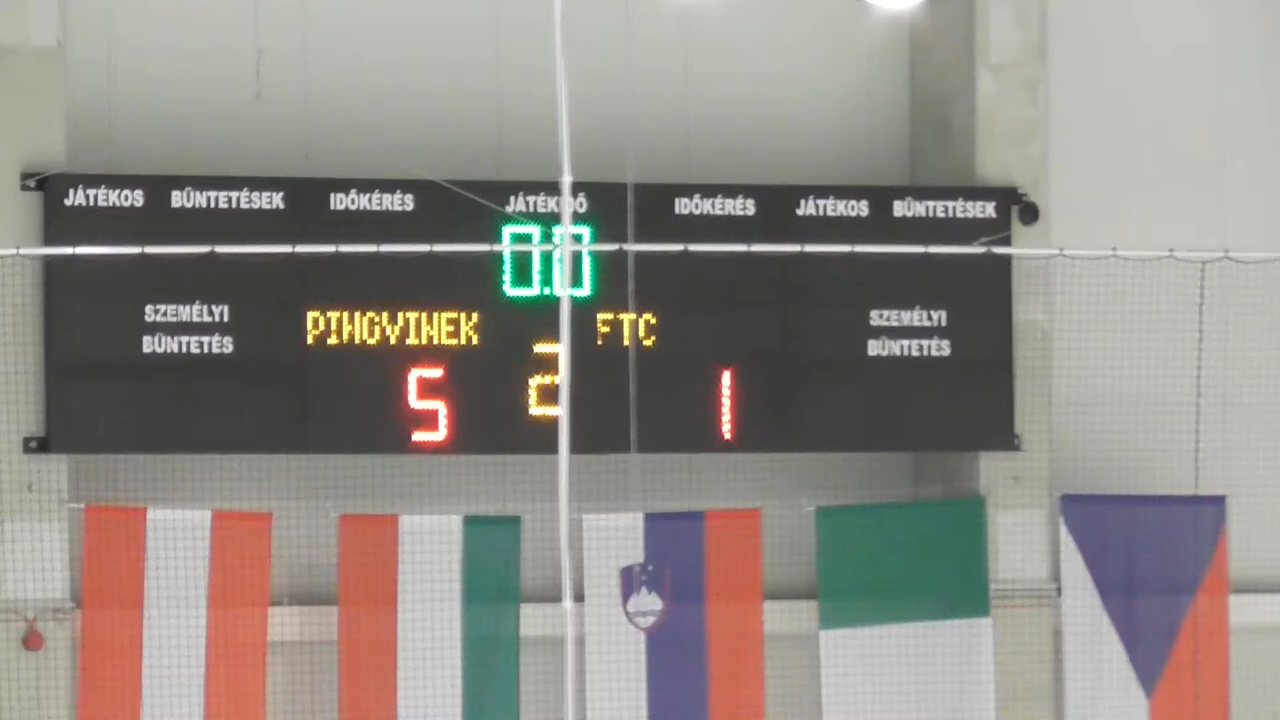 JÁTÉKOS BÜNTETÉSEK IDŐKÉRÉS JÁTÉKIDŐ IDŐKÉRÉS JÁTÉKOS BÜNTETÉSEK
0.0
SZEMÉLYI BÜNTETÉS
PINGVINEK FTC
SZEMÉLYI BÜNTETÉS
5 2 1